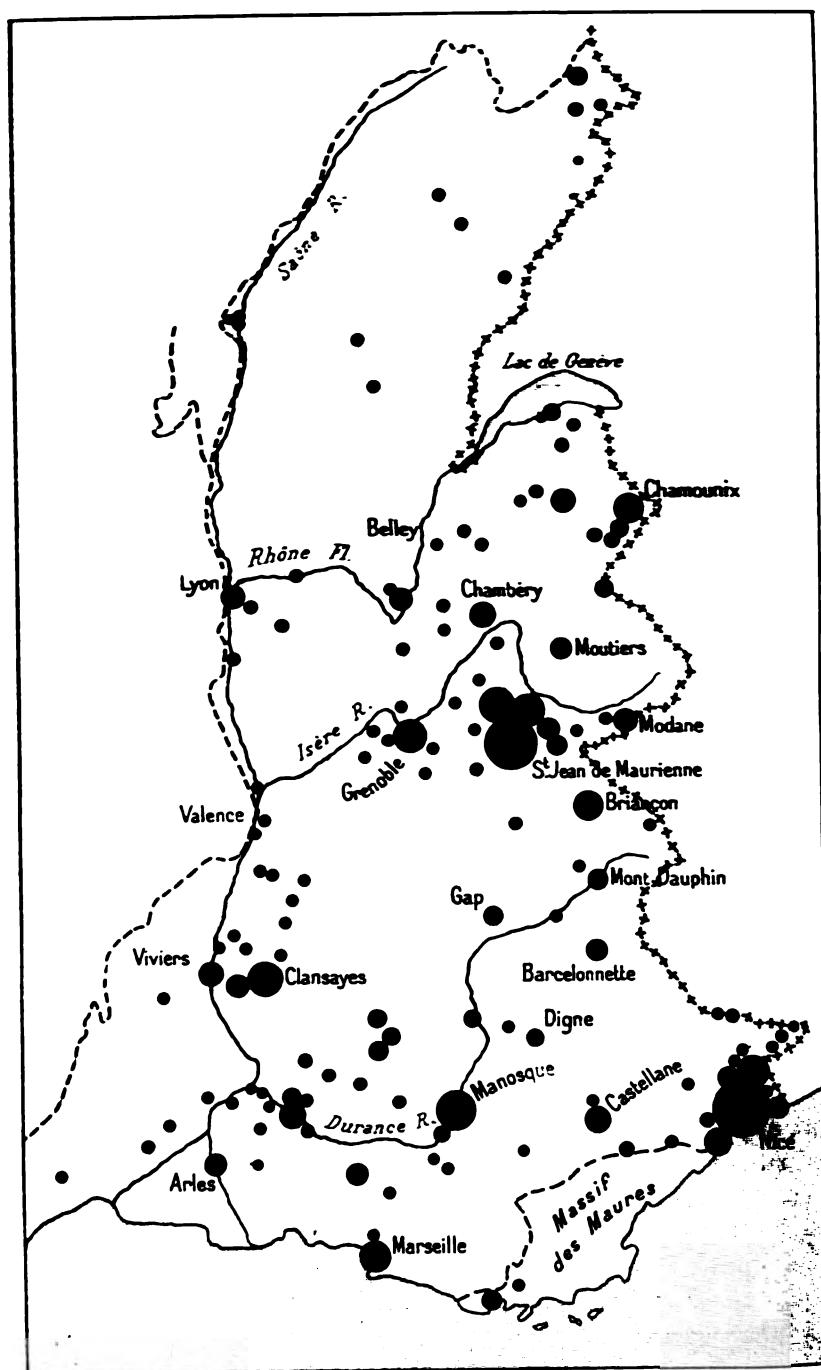 Saône R.
Lac de Genève
Chamounix
Belley
Rhône Fl.
Lyon
Chambéry
Moutiers
Isère R.
Modane
Grenoble
St. Jean de Maurienne
Briançon
Valence
Mont Dauphin
Gap
Viviers
Clansayes
Barcelonnette
Digne
Manosque
Castellane
Durance R.
Nice
Arles
Massif
des Maures
Marseille